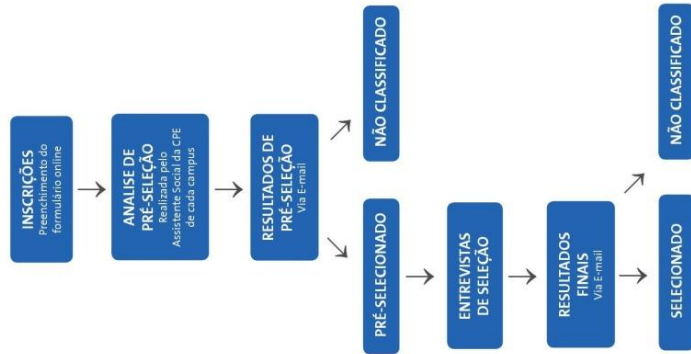 INSCRIÇÕES
Preenchimento do
formulário online
ANALISE DE
PRÉ-SELEÇÃO
Realizada pelo
Assistente Social da CPE
de cada campus
RESULTADOS DE
PRÉ-SELEÇÃO
Via E-mail
PRÉ-SELECIONADO
NÃO CLASSIFICADO
ENTREVISTAS
DE SELEÇÃO
RESULTADOS
FINAIS
Via E-mail
SELECIONADO
NÃO CLASSIFICADO